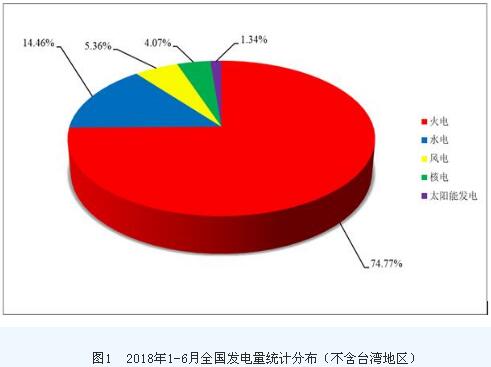 14.46%
5.36%
4.07%
1.34%
74.77%
火电
水电
风电
核电
太阳能发电
图1 2018年1-6月全国发电量统计分布（不含台湾地区）